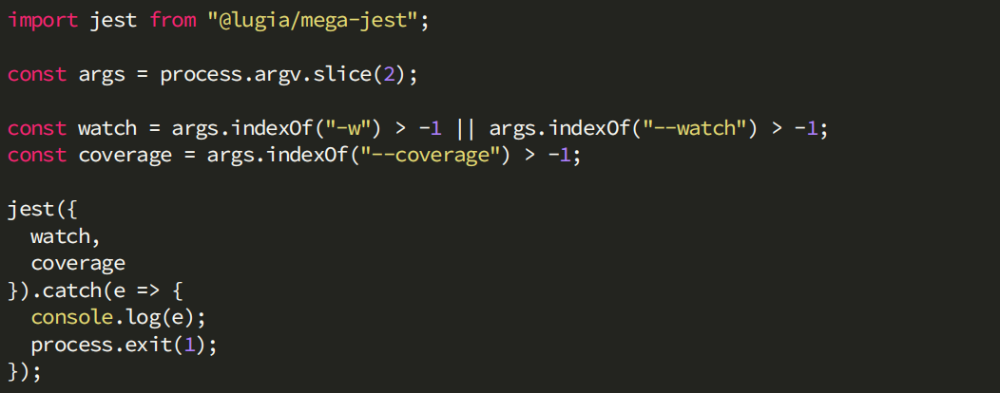 import jest from "@lugia/mega-jest";
const args = process.argv.slice(2);
const watch = args.indexOf("-w") > -1 || args.indexOf("--watch") > -1;
const coverage = args.indexOf("--coverage") > -1;
jest({
  watch,
  coverage
}).catch(e => {
  console.log(e);
  process.exit(1);
});